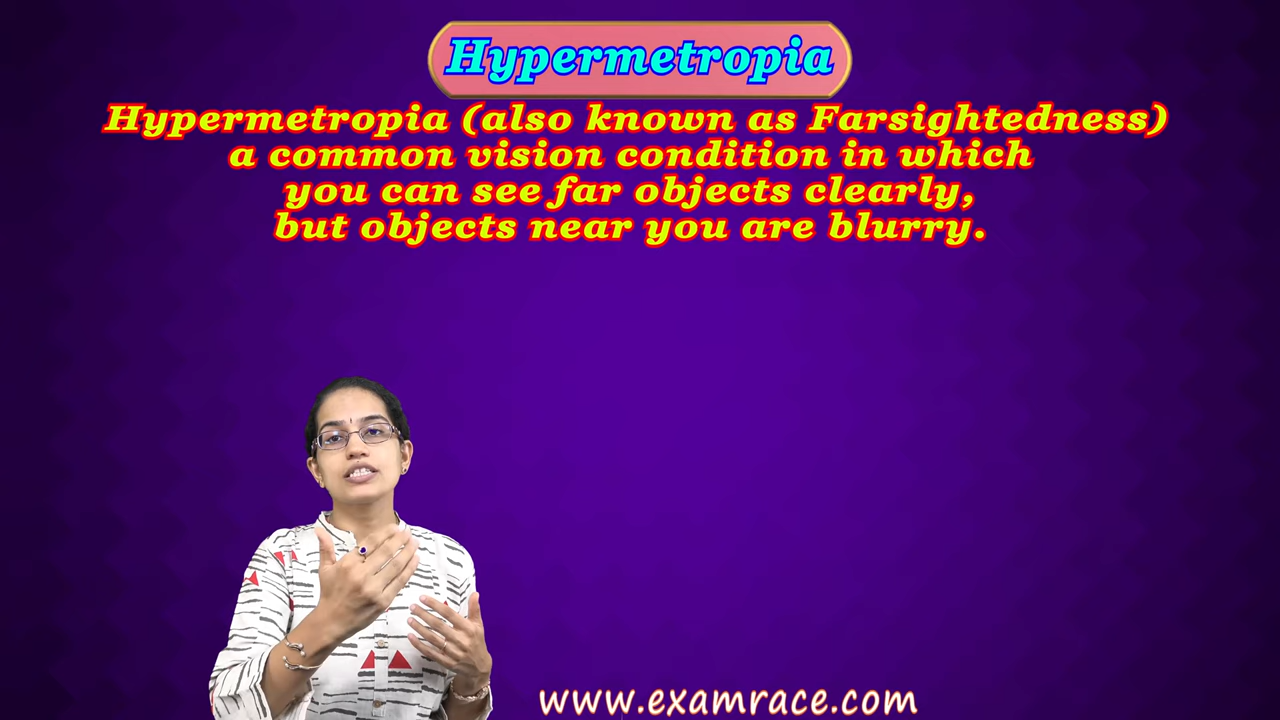 Hypermetropia
Hypermetropia (also known as Farsightedness)
a common vision condition in which
you can see far objects clearly,
but objects near you are blurry.
www.examrace.com